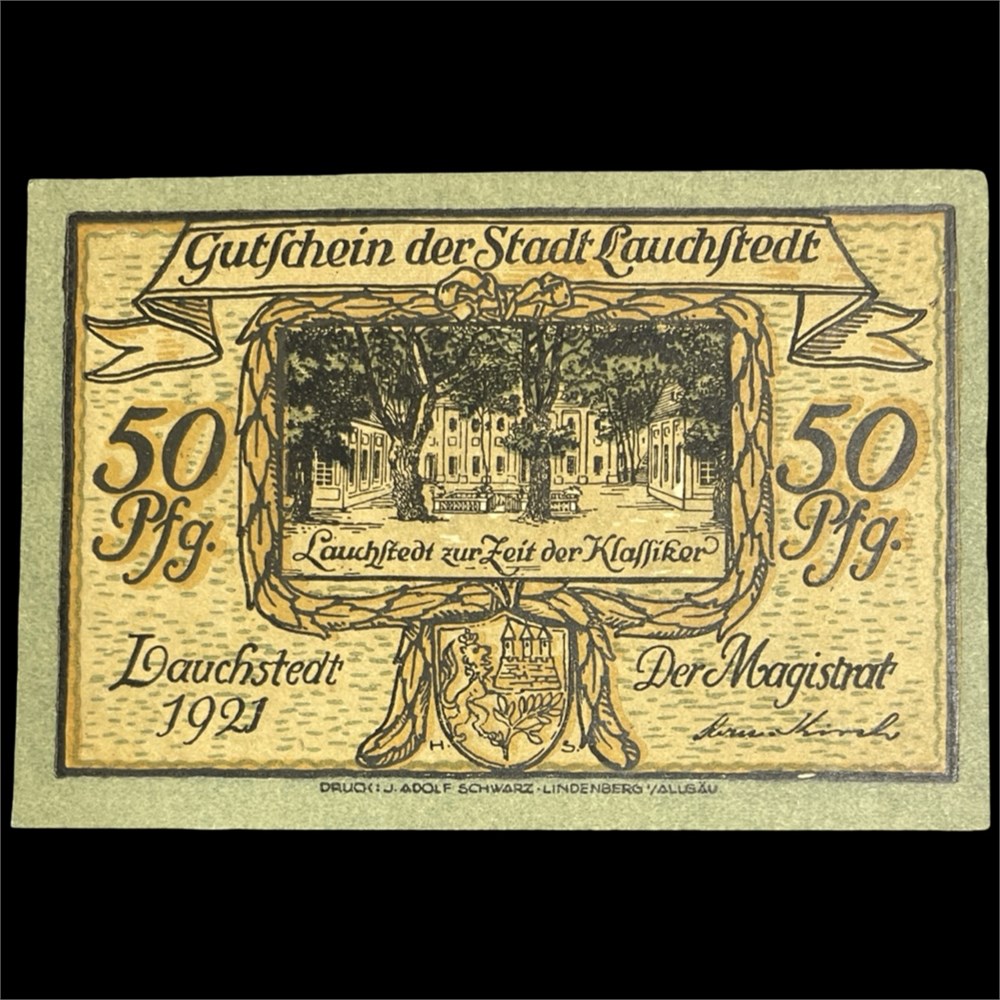 Gutſchein der Stadt Lauchſtedt
50
Pfg.
50
Pfg.
Lauchſtedt zur Zeit der Klaſſiker
Lauchstedt
1921
Der Magistrat
H. S.
DRUCK: J. ADOLF SCHWARZ · LINDENBERG i/ALLGÄU